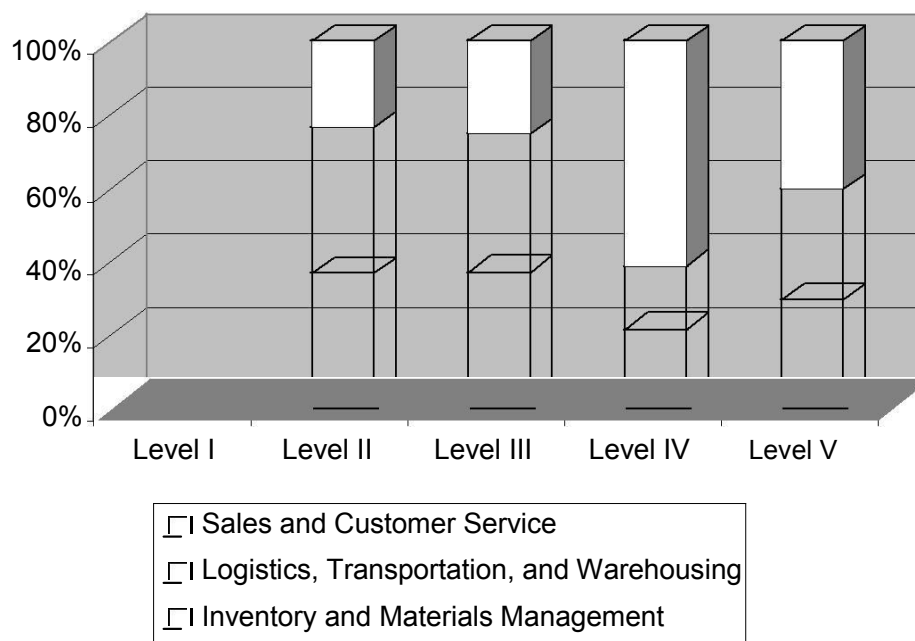 100%
80%
60%
40%
20%
0%
Level I Level II Level III Level IV Level V
Sales and Customer Service
Logistics, Transportation, and Warehousing
Inventory and Materials Management